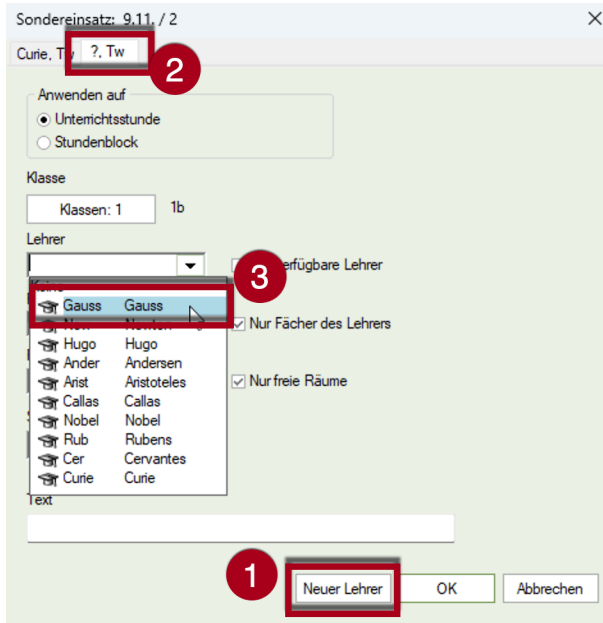 Sondereinsatz: 9.11. / 2
Curie, Tw ?, Tw
2
Anwenden auf
Unterrichtsstunde
Stundenblock
Klasse
Klassen: 1 1b
Lehrer
3 erfügbare Lehrer
Keine
Gauss Gauss
New Newton
Nur Fächer des Lehrers
Hugo Hugo
Ander Andersen
Arist Aristoteles
Nur freie Räume
Callas Callas
Nobel Nobel
Rub Rubens
Cer Cervantes
Curie Curie
Text
1
Neuer Lehrer OK Abbrechen